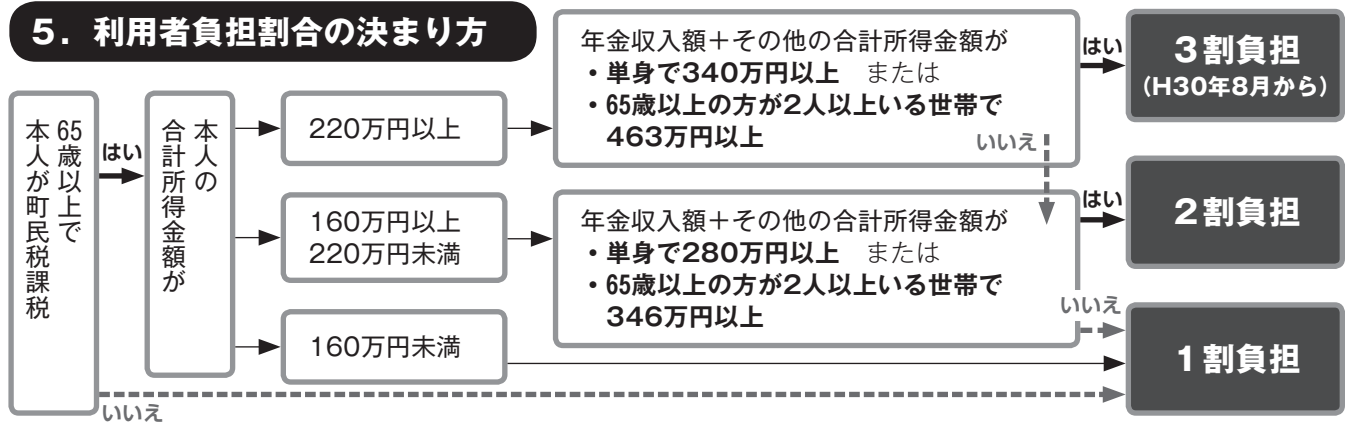 5．利用者負担割合の決まり方
65歳以上で
本人が町民税課税
はい
いいえ
本人の
合計所得金額が
220万円以上
160万円以上
220万円未満
160万円未満
年金収入額＋その他の合計所得金額が
・単身で340万円以上　または
・65歳以上の方が2人以上いる世帯で
463万円以上
はい
いいえ
年金収入額＋その他の合計所得金額が
・単身で280万円以上　または
・65歳以上の方が2人以上いる世帯で
346万円以上
はい
いいえ
3割負担
(H30年8月から)
2割負担
1割負担